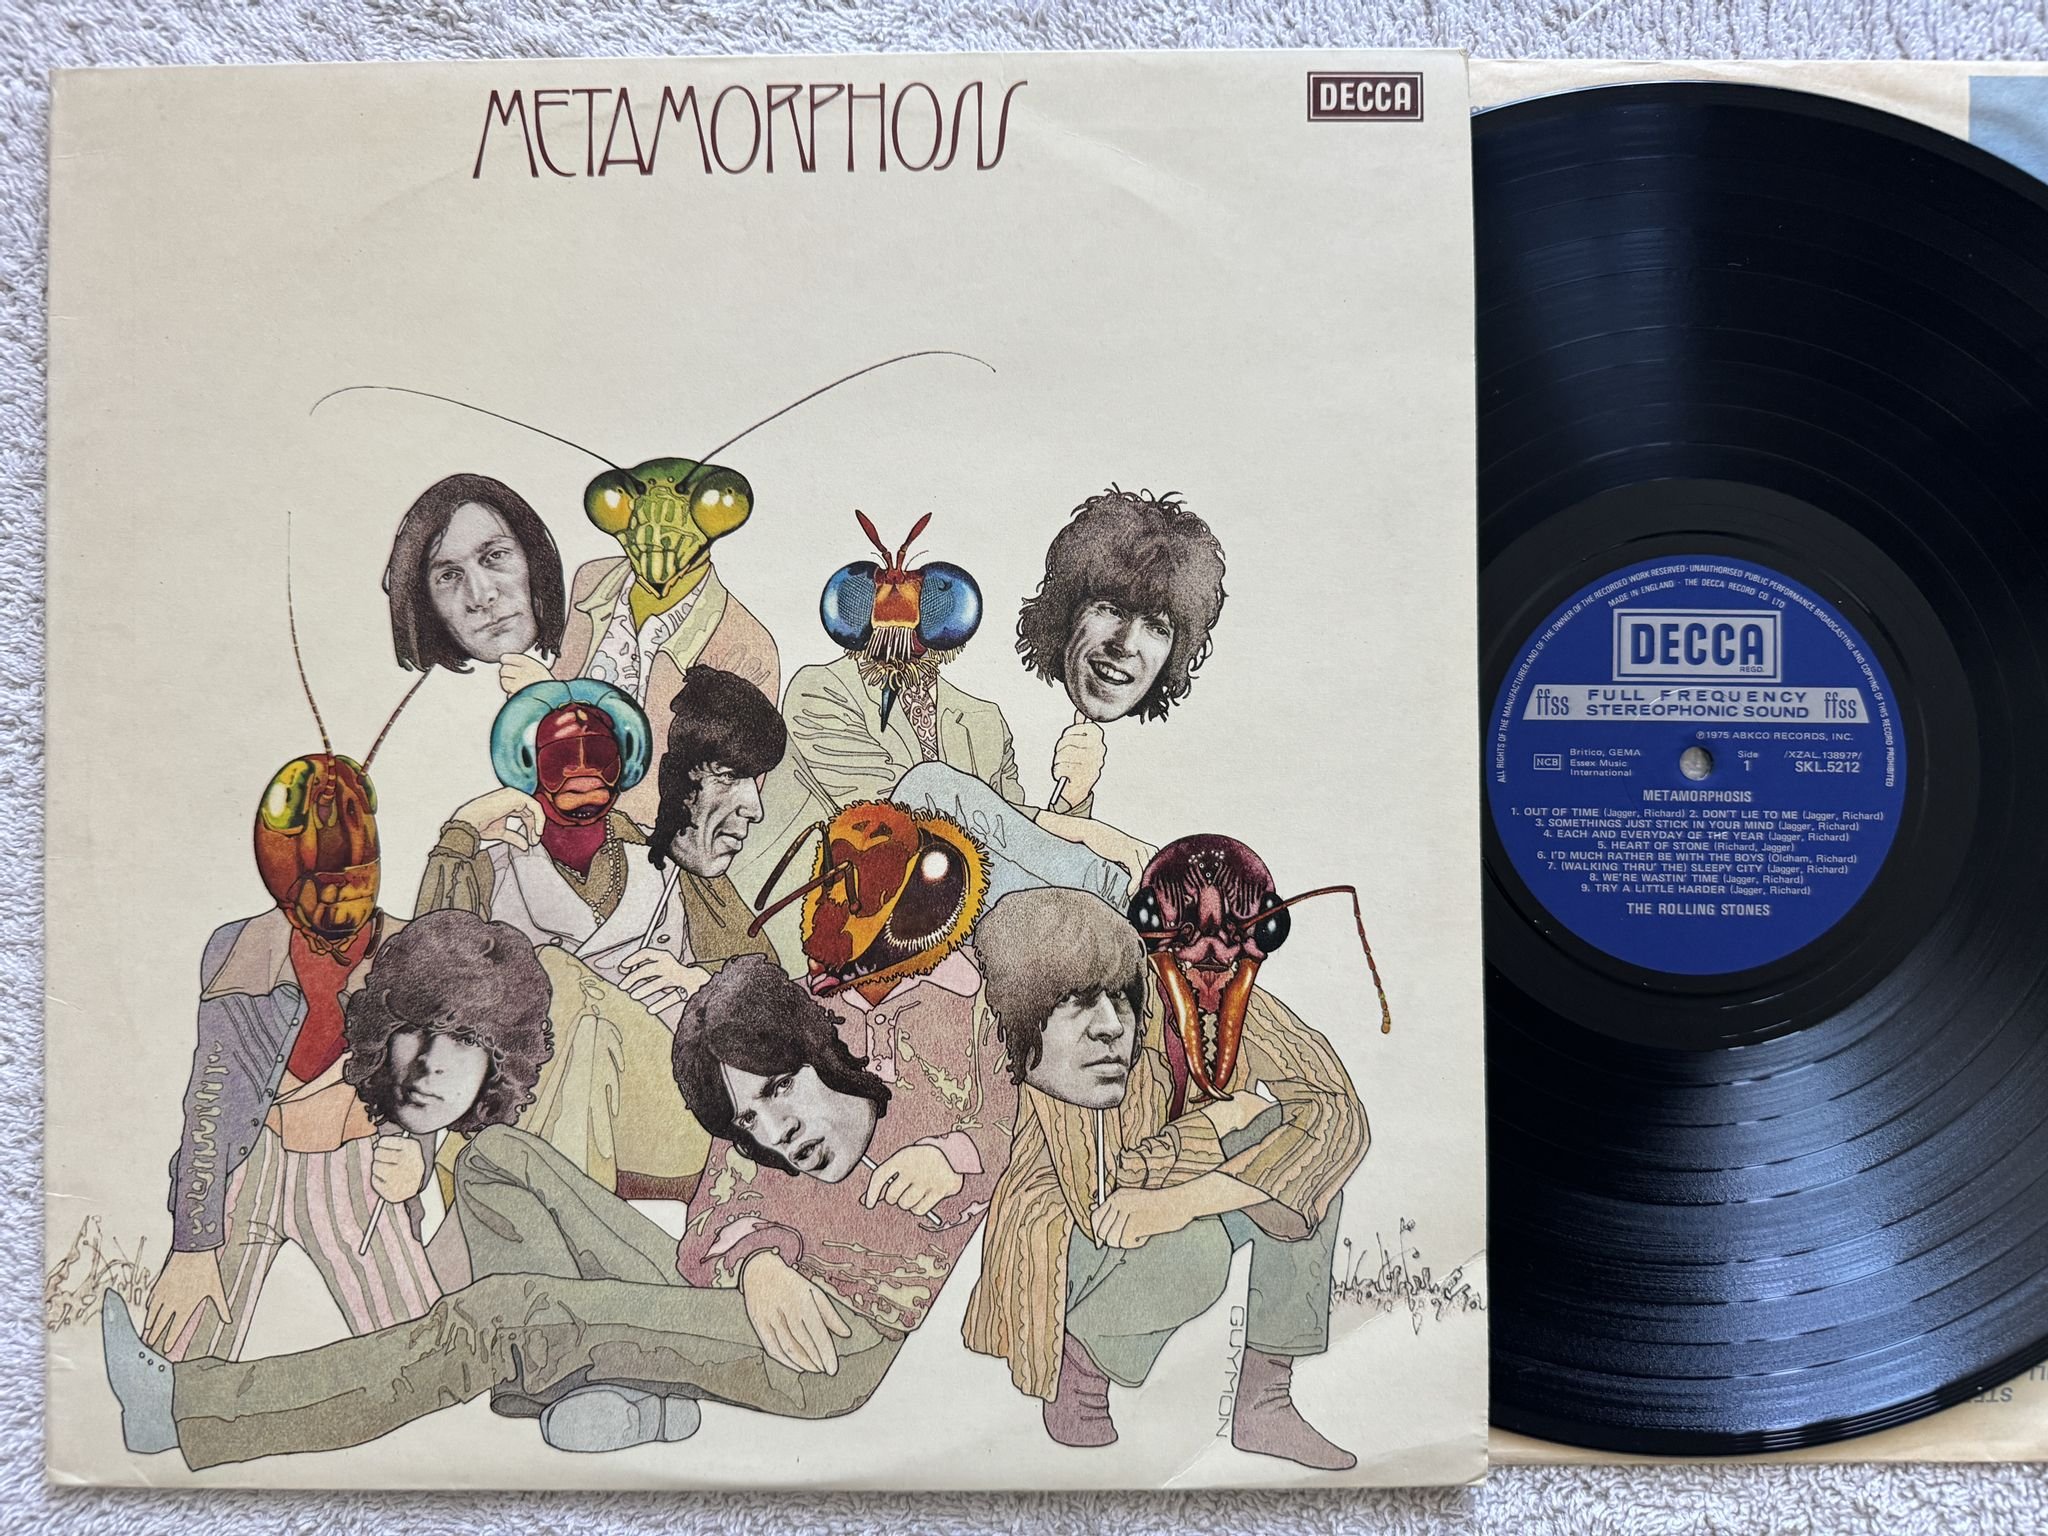 METAMORPHOSIS
DECCA
GUYMON
ALL RIGHTS OF THE MANUFACTURER AND OF THE OWNER OF THE RECORDED WORK RESERVED · UNAUTHORISED PUBLIC PERFORMANCE BROADCASTING AND COPYING OF THIS RECORD PROHIBITED
MADE IN ENGLAND · THE DECCA RECORD CO LTD
DECCA
REGD.
ffss FULL FREQUENCY STEREOPHONIC SOUND ffss
℗1975 ABKCO RECORDS, INC.
NCB
Britico, GEMA
Essex Music
International
Side
1
/XZAL.13897P/
SKL.5212
METAMORPHOSIS
1. OUT OF TIME (Jagger, Richard) 2. DON'T LIE TO ME (Jagger, Richard)
3. SOMETHINGS JUST STICK IN YOUR MIND (Jagger, Richard)
4. EACH AND EVERYDAY OF THE YEAR (Jagger, Richard)
5. HEART OF STONE (Richard, Jagger)
6. I'D MUCH RATHER BE WITH THE BOYS (Oldham, Richard)
7. (WALKING THRU' THE) SLEEPY CITY (Jagger, Richard)
8. WE'RE WASTIN' TIME (Jagger, Richard)
9. TRY A LITTLE HARDER (Jagger, Richard)
THE ROLLING STONES